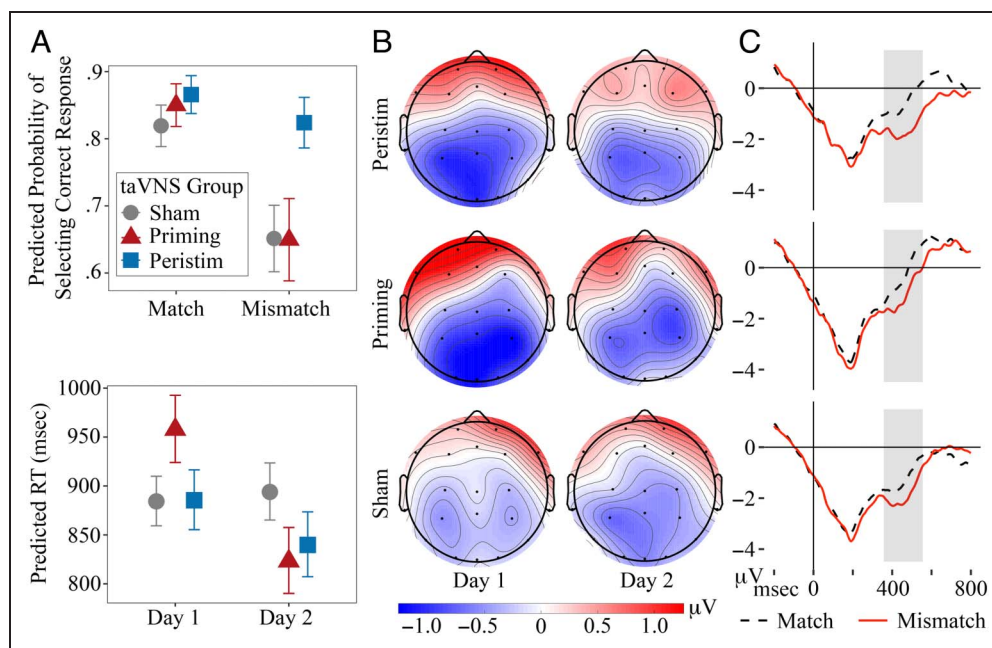 A
Predicted Probability of
Selecting Correct Response
.9
.8
.7
.6
taVNS Group
Sham
Priming
Peristim
Match
Mismatch
Predicted RT (msec)
1000
950
900
850
800
Day 1
Day 2
B
Peristim
Priming
Sham
Day 1
Day 2
μV
−1.0
−0.5
0
0.5
1.0
C
0
−2
−4
0
−2
−4
0
−2
−4
μV
msec
0
400
800
Match
Mismatch